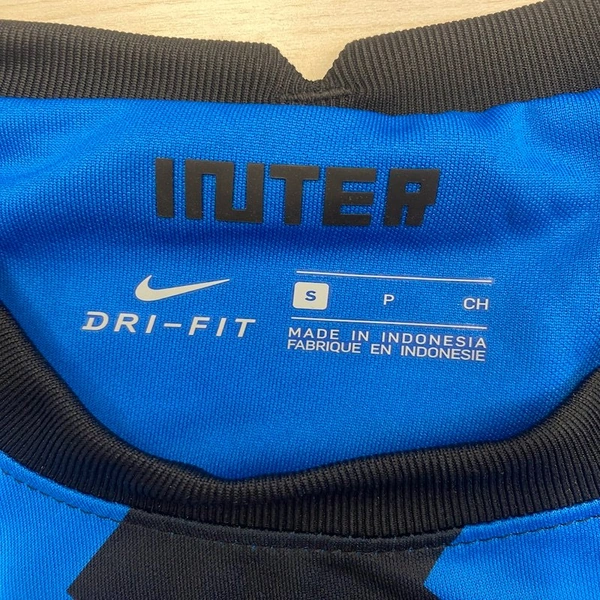 INTER
DRI-FIT
S P CH
MADE IN INDONESIA
FABRIQUE EN INDONESIE